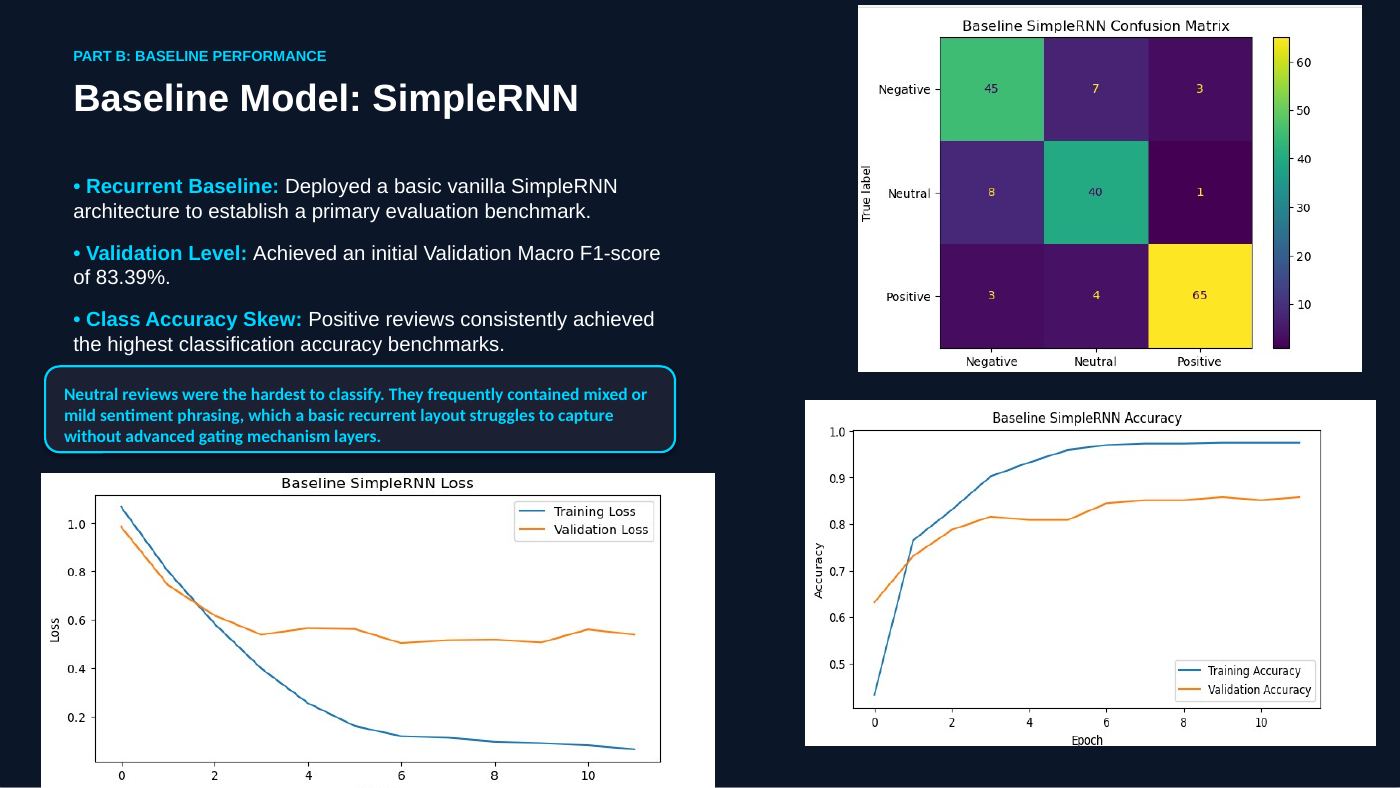 PART B: BASELINE PERFORMANCE
Baseline Model: SimpleRNN
• Recurrent Baseline: Deployed a basic vanilla SimpleRNN
architecture to establish a primary evaluation benchmark.
• Validation Level: Achieved an initial Validation Macro F1-score
of 83.39%.
• Class Accuracy Skew: Positive reviews consistently achieved
the highest classification accuracy benchmarks.
Neutral reviews were the hardest to classify. They frequently contained mixed or
mild sentiment phrasing, which a basic recurrent layout struggles to capture
without advanced gating mechanism layers.
Baseline SimpleRNN Loss
Training Loss
Validation Loss
Loss
1.0
0.8
0.6
0.4
0.2
0 2 4 6 8 10
Baseline SimpleRNN Confusion Matrix
True label
Negative 45 7 3
Neutral 8 40 1
Positive 3 4 65
Negative Neutral Positive
60
50
40
30
20
10
Baseline SimpleRNN Accuracy
Accuracy
1.0
0.9
0.8
0.7
0.6
0.5
Training Accuracy
Validation Accuracy
0 2 4 6 8 10
Epoch